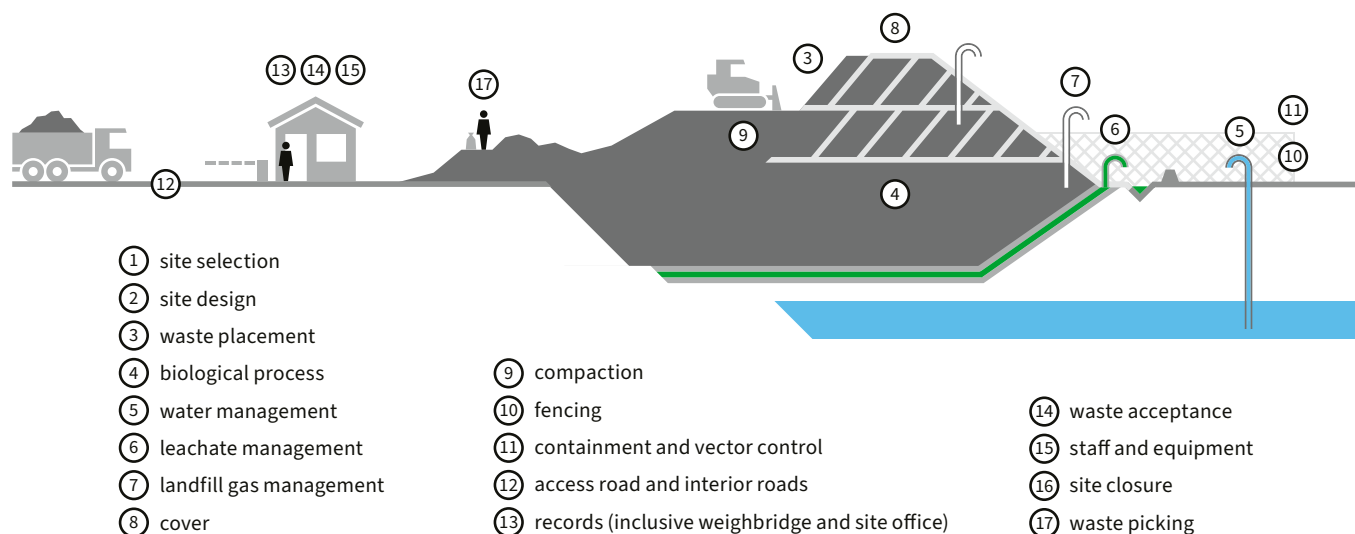 8
13 14 15
3
17
7
11
6
5
9
10
12
4
1 site selection
2 site design
3 waste placement
4 biological process
5 water management
6 leachate management
7 landfill gas management
8 cover
9 compaction
10 fencing
11 containment and vector control
12 access road and interior roads
13 records (inclusive weighbridge and site office)
14 waste acceptance
15 staff and equipment
16 site closure
17 waste picking